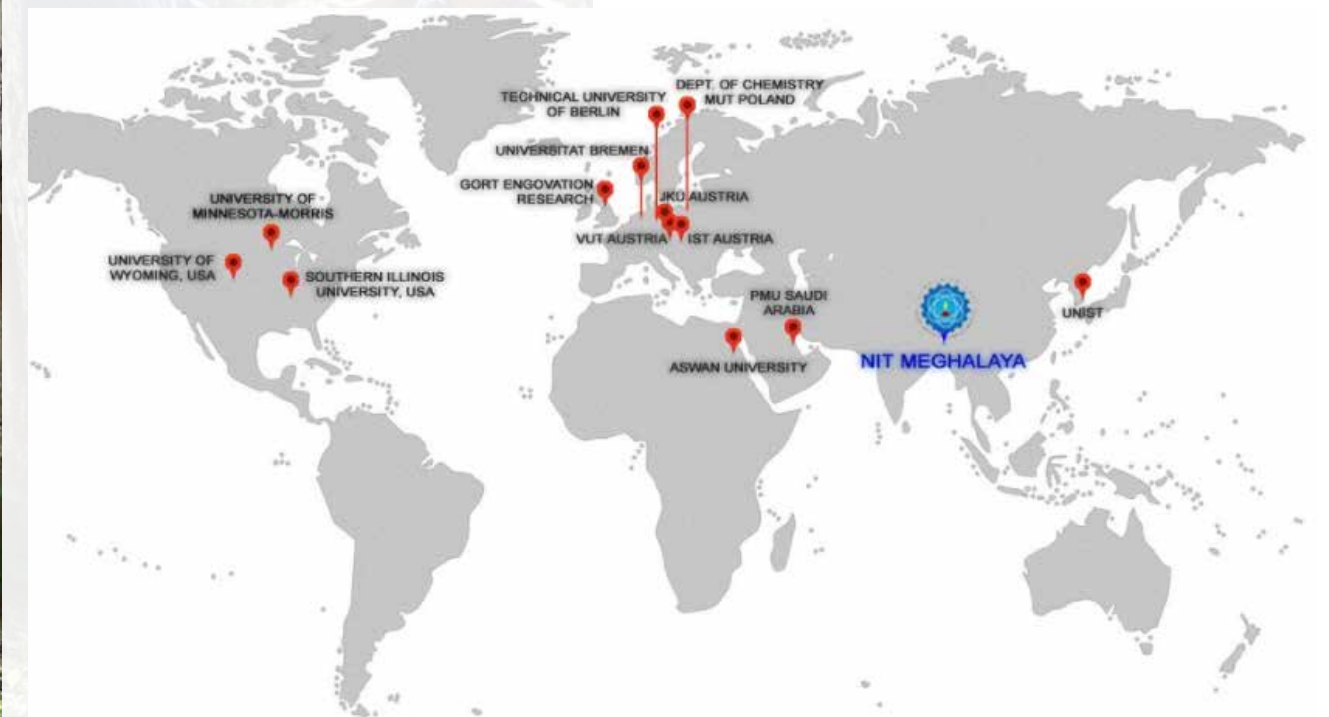 DEPT. OF CHEMISTRY
MUT POLAND
TECHNICAL UNIVERSITY
OF BERLIN
UNIVERSITAT BREMEN
GORT ENGOVATION
RESEARCH
JKU AUSTRIA
UNIVERSITY OF
MINNESOTA-MORRIS
VUT AUSTRIA
IST AUSTRIA
UNIVERSITY OF
WYOMING, USA
SOUTHERN ILLINOIS
UNIVERSITY, USA
PMU SAUDI
ARABIA
UNIST
NIT MEGHALAYA
ASWAN UNIVERSITY